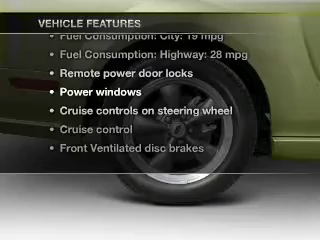 VEHICLE FEATURES
• Fuel Consumption: City: 19 mpg
• Fuel Consumption: Highway: 28 mpg
• Remote power door locks
• Power windows
• Cruise controls on steering wheel
• Cruise control
• Front Ventilated disc brakes